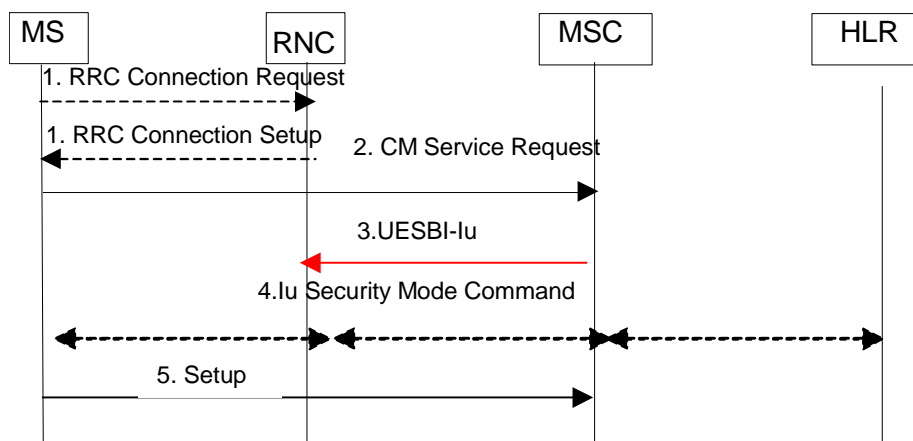 MS
RNC
MSC
HLR
1. RRC Connection Request
1. RRC Connection Setup
2. CM Service Request
3.UESBI-Iu
4.Iu Security Mode Command
5. Setup